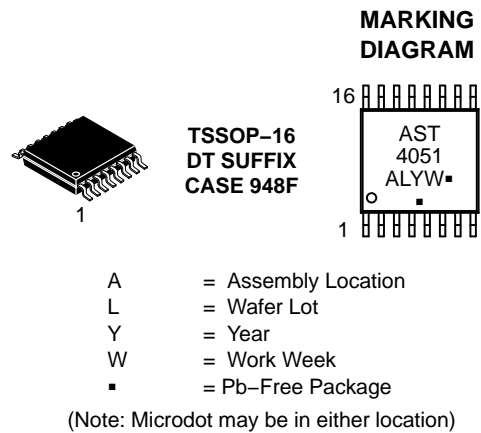 MARKING
DIAGRAM
16
TSSOP−16
DT SUFFIX
CASE 948F
AST
4051
ALYW▪
▪
1
1
A = Assembly Location
L = Wafer Lot
Y = Year
W = Work Week
▪ = Pb−Free Package
(Note: Microdot may be in either location)